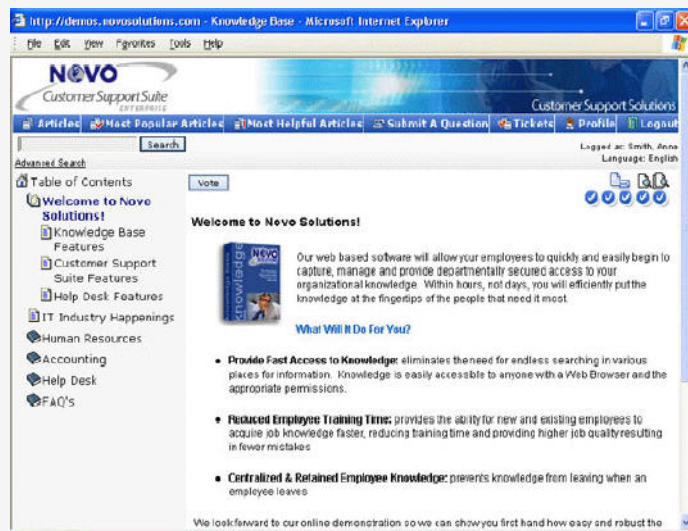 http://demos.novosolutions.com - Knowledge Base - Microsoft Internet Explorer
File Edit View Favorites Tools Help
NOVO
Customer Support Suite
ENTERPRISE
Customer Support Solutions
Articles Most Popular Articles Most Helpful Articles Submit A Question Tickets Profile Logout
Search
Logged as: Smith, Anna
Advanced Search
Language: English
Table of Contents
Welcome to Novo
Solutions!
Knowledge Base
Features
Customer Support
Suite Features
Help Desk Features
IT Industry Happenings
Human Resources
Accounting
Help Desk
FAQ's
Vote
Welcome to Novo Solutions!
NOVO
knowledge
Our web based software will allow your employees to quickly and easily begin to
capture, manage and provide departmentally secured access to your
organizational knowledge. Within hours, not days, you will efficiently put the
knowledge at the fingertips of the people that need it most.
What Will It Do For You?
• Provide Fast Access to Knowledge: eliminates the need for endless searching in various
places for information. Knowledge is easily accessible to anyone with a Web Browser and the
appropriate permissions.
• Reduced Employee Training Time: provides the ability for new and existing employees to
acquire job knowledge faster, reducing training time and providing higher job quality resulting
in fewer mistakes
• Centralized & Retained Employee Knowledge: prevents knowledge from leaving when an
employee leaves
We look forward to our online demonstration so we can show you first hand how easy and robust the